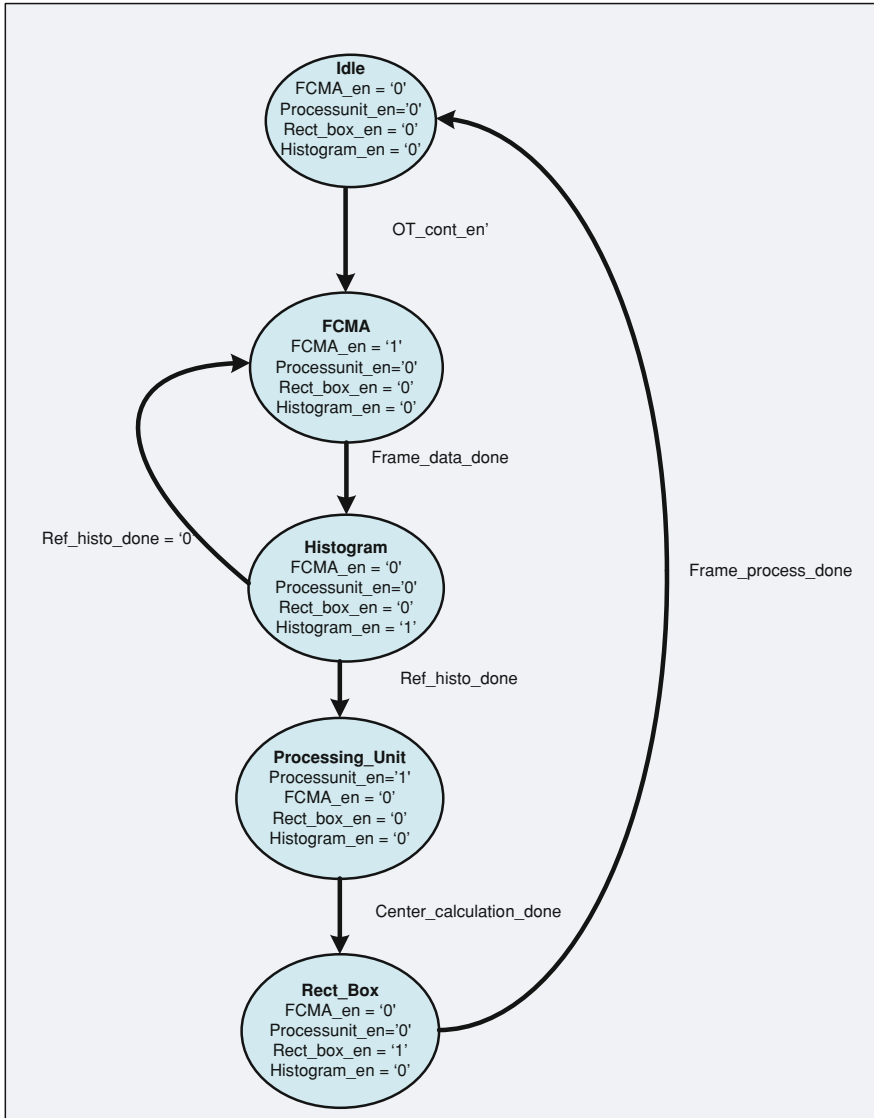 Idle
FCMA_en = ‘0'
Processunit_en=’0'
Rect_box_en = ‘0’
Histogram_en = ‘0’
OT_cont_en’
FCMA
FCMA_en = ‘1'
Processunit_en=’0'
Rect_box_en = ‘0’
Histogram_en = ‘0’
Frame_data_done
Ref_histo_done = ‘0’
Histogram
FCMA_en = ‘0'
Processunit_en=’0'
Rect_box_en = ‘0’
Histogram_en = ‘1’
Frame_process_done
Ref_histo_done
Processing_Unit
Processunit_en=’1'
FCMA_en = ‘0’
Rect_box_en = ‘0’
Histogram_en = ‘0’
Center_calculation_done
Rect_Box
FCMA_en = ‘0'
Processunit_en=’0'
Rect_box_en = ‘1’
Histogram_en = ‘0’